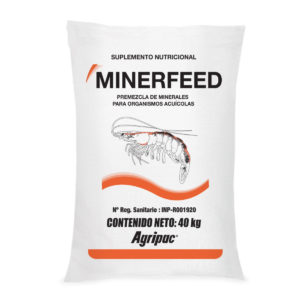 SUPLEMENTO NUTRICIONAL
MINERFEED
PREMEZCLA DE MINERALES
PARA ORGANISMOS ACUÍCOLAS
Nº Reg. Sanitario : INP-R001920
CONTENIDO NETO: 40 kg
Agripac®